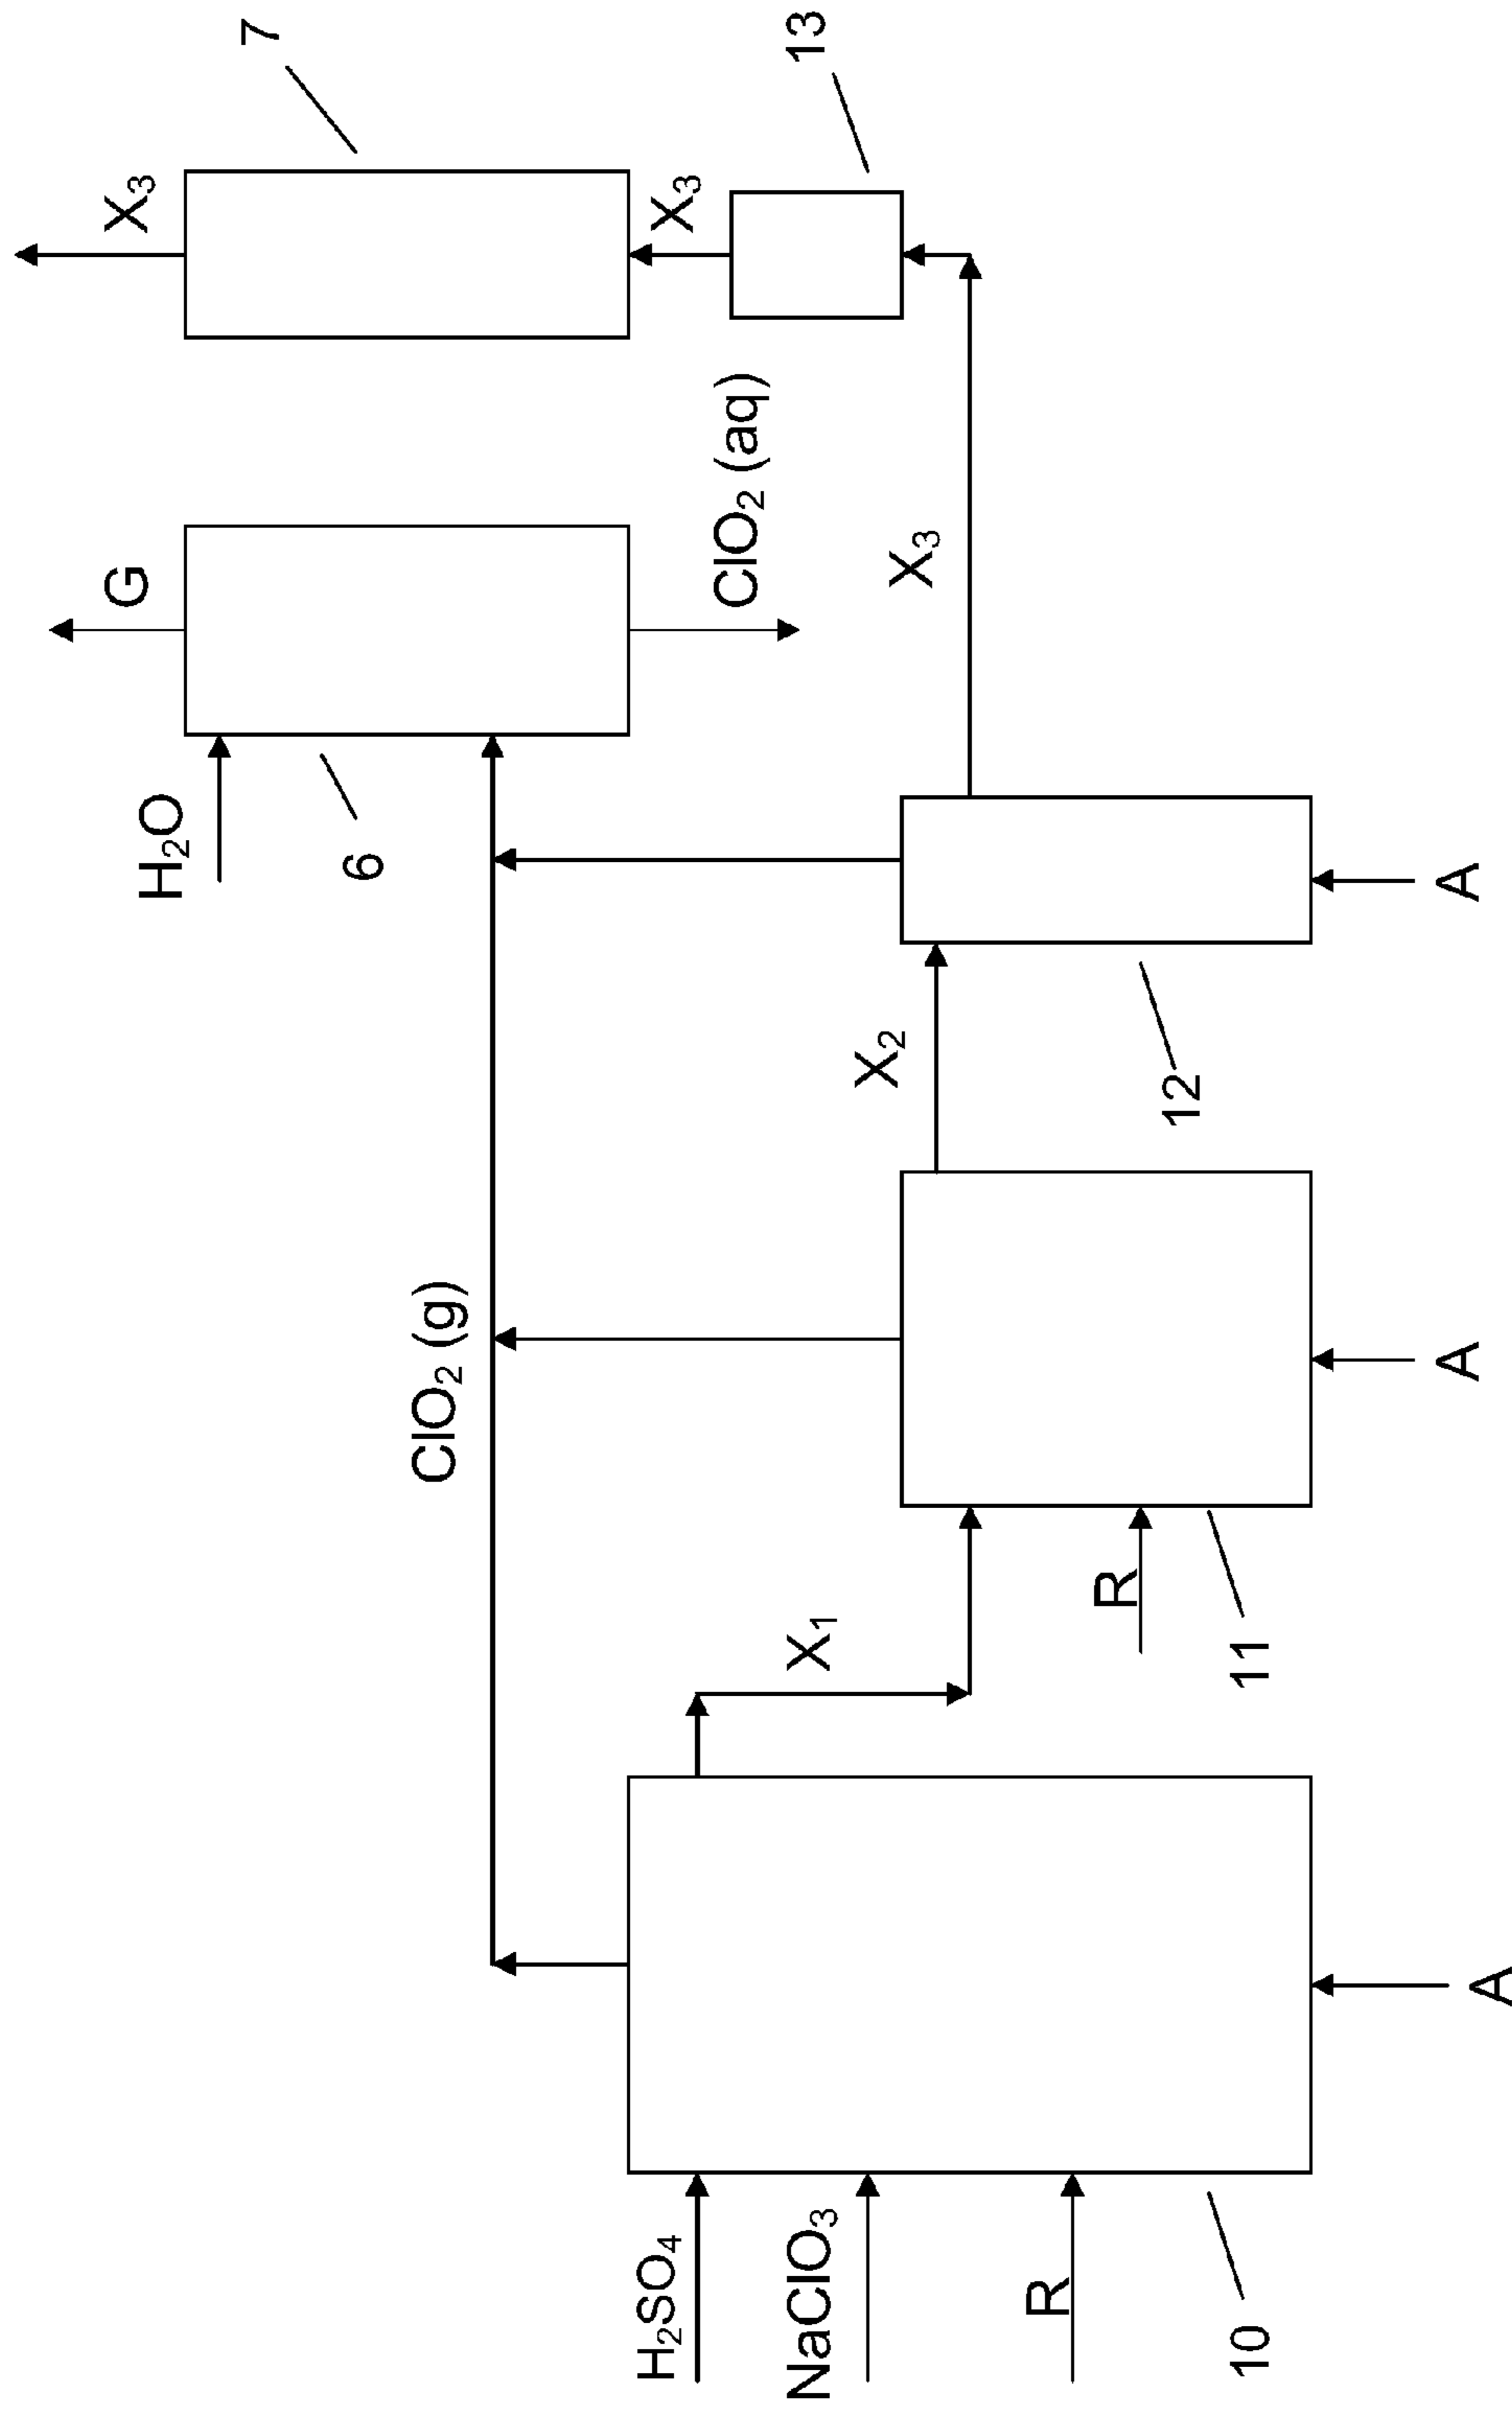 X₃
7
G
H₂O
6
X₃
13
ClO₂ (g)
ClO₂ (aq)
H₂SO₄
X₁
X₂
X₃
NaClO₃
R
R
10
11
12
A
A
A